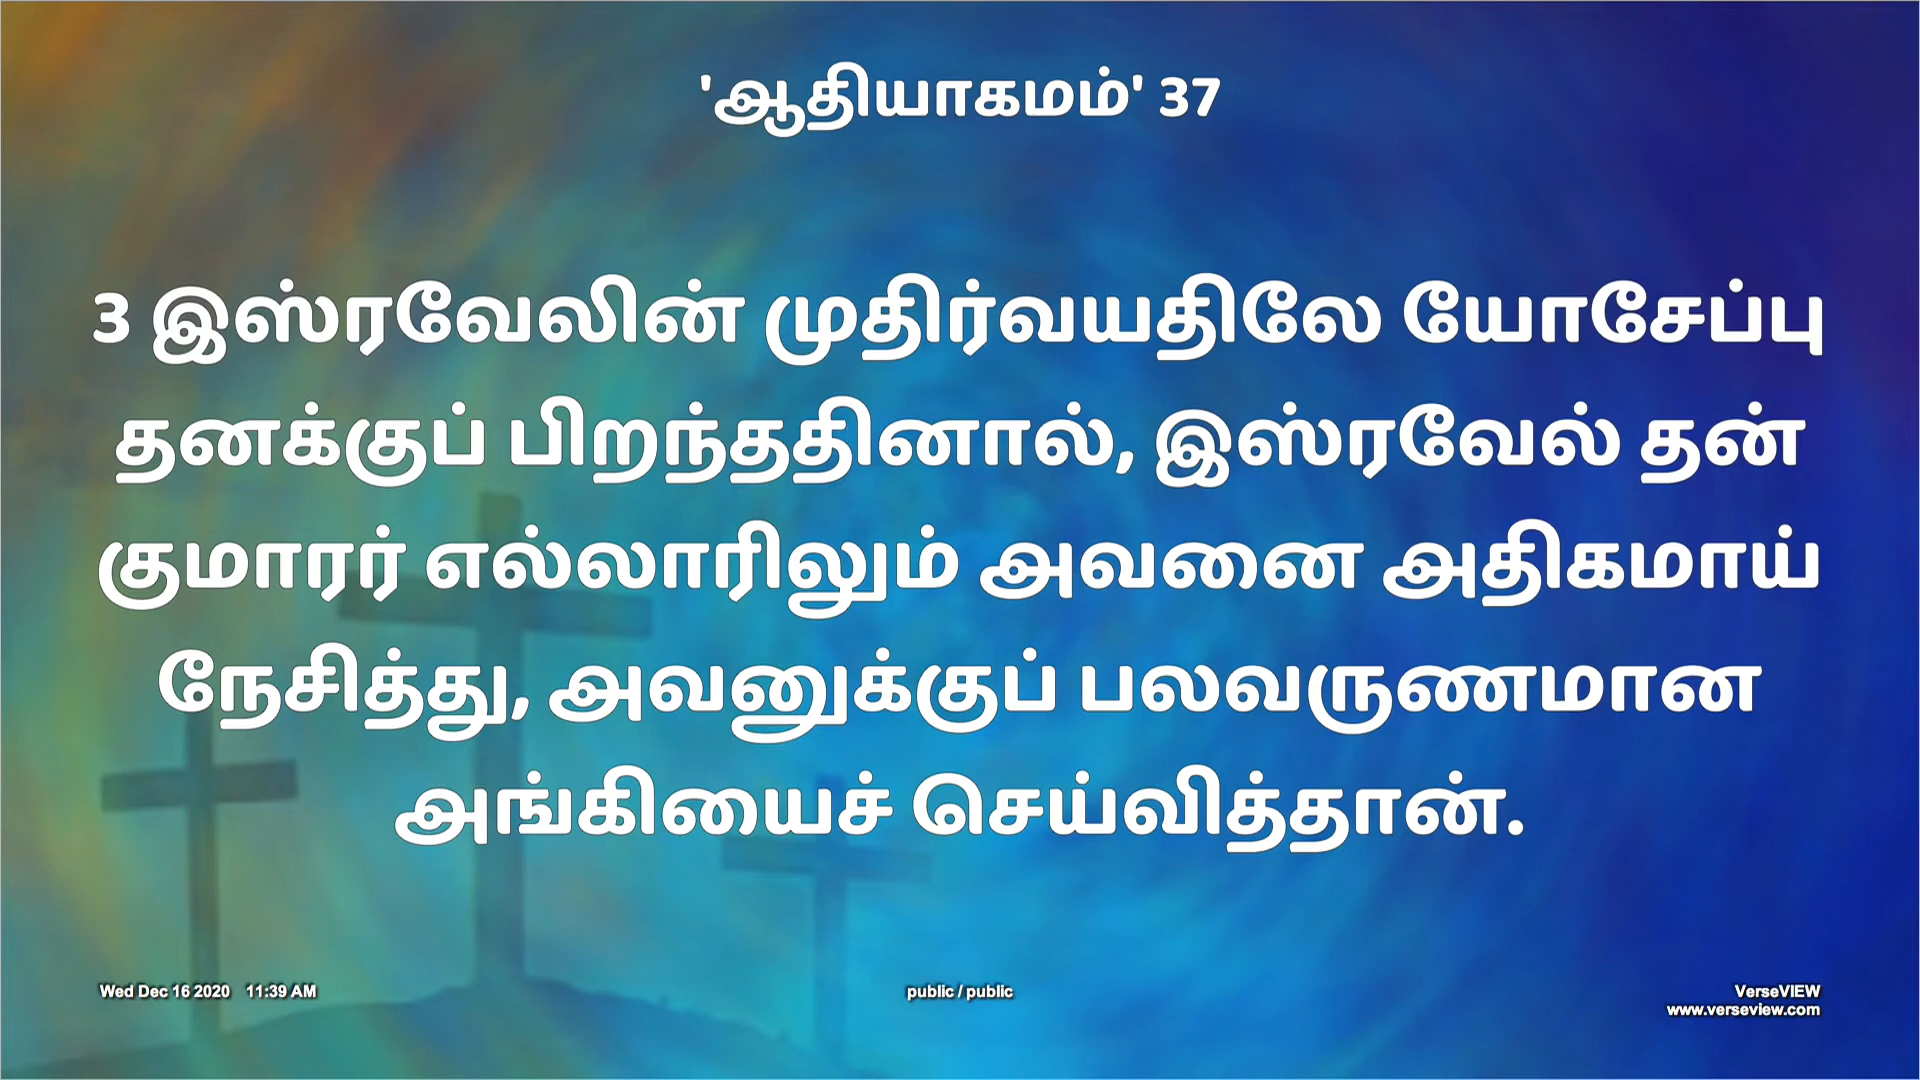 'ஆதியாகமம்' 37
3 இஸ்ரவேலின் முதிர்வயதிலே யோசேப்பு
தனக்குப் பிறந்ததினால், இஸ்ரவேல் தன்
குமாரர் எல்லாரிலும் அவனை அதிகமாய்
நேசித்து, அவனுக்குப் பலவருணமான
அங்கியைச் செய்வித்தான்.
Wed Dec 16 2020 11:39 AM
public / public
VerseVIEW
www.verseview.com